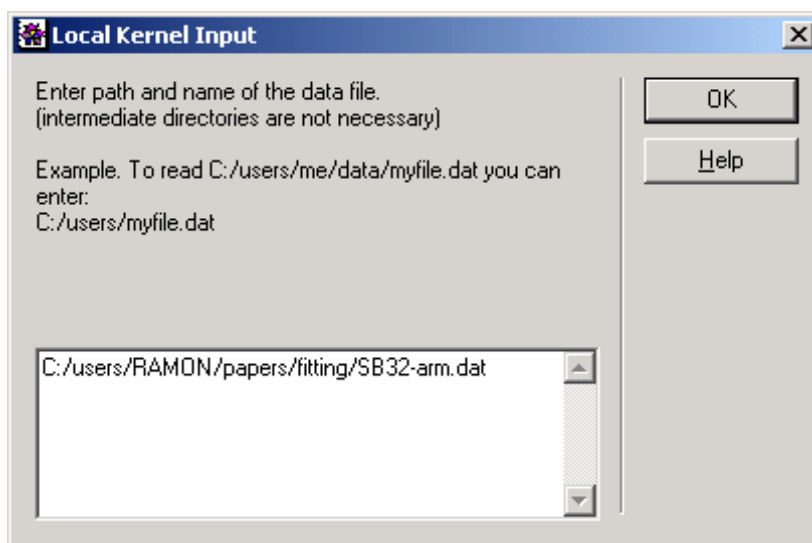 Local Kernel Input
Enter path and name of the data file.
(intermediate directories are not necessary)
Example. To read C:/users/me/data/myfile.dat you can
enter:
C:/users/myfile.dat
C:/users/RAMON/papers/fitting/SB32-arm.dat
OK
Help